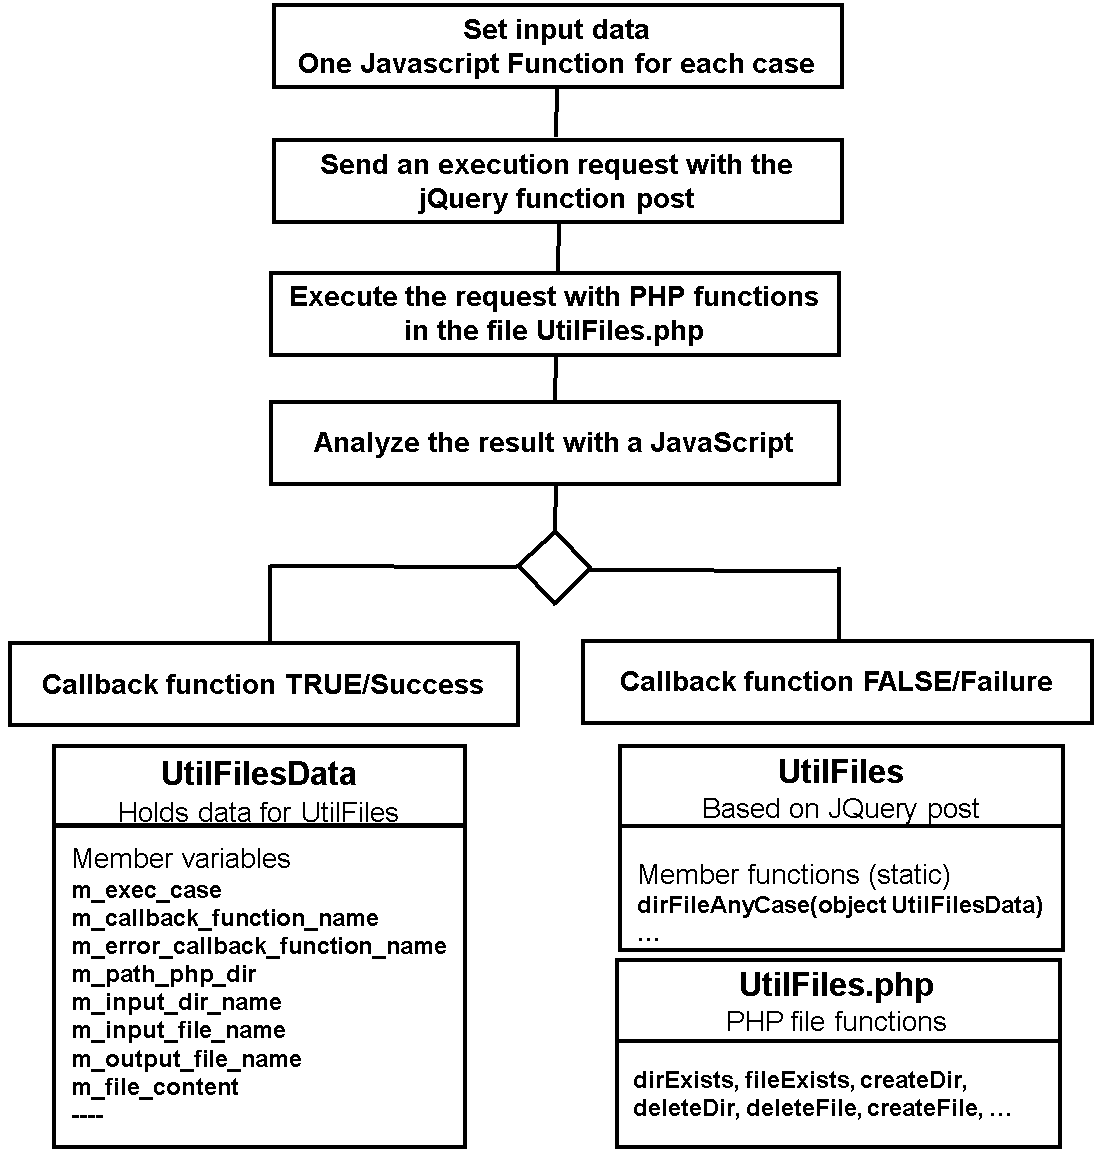 Set input data
One Javascript Function for each case
Send an execution request with the
jQuery function post
Execute the request with PHP functions
in the file UtilFiles.php
Analyze the result with a JavaScript
Callback function TRUE/Success
Callback function FALSE/Failure
UtilFilesData
Holds data for UtilFiles
Member variables
m_exec_case
m_callback_function_name
m_error_callback_function_name
m_path_php_dir
m_input_dir_name
m_input_file_name
m_output_file_name
m_file_content
----
UtilFiles
Based on JQuery post
Member functions (static)
dirFileAnyCase(object UtilFilesData)
...
UtilFiles.php
PHP file functions
dirExists, fileExists, createDir,
deleteDir, deleteFile, createFile, ...